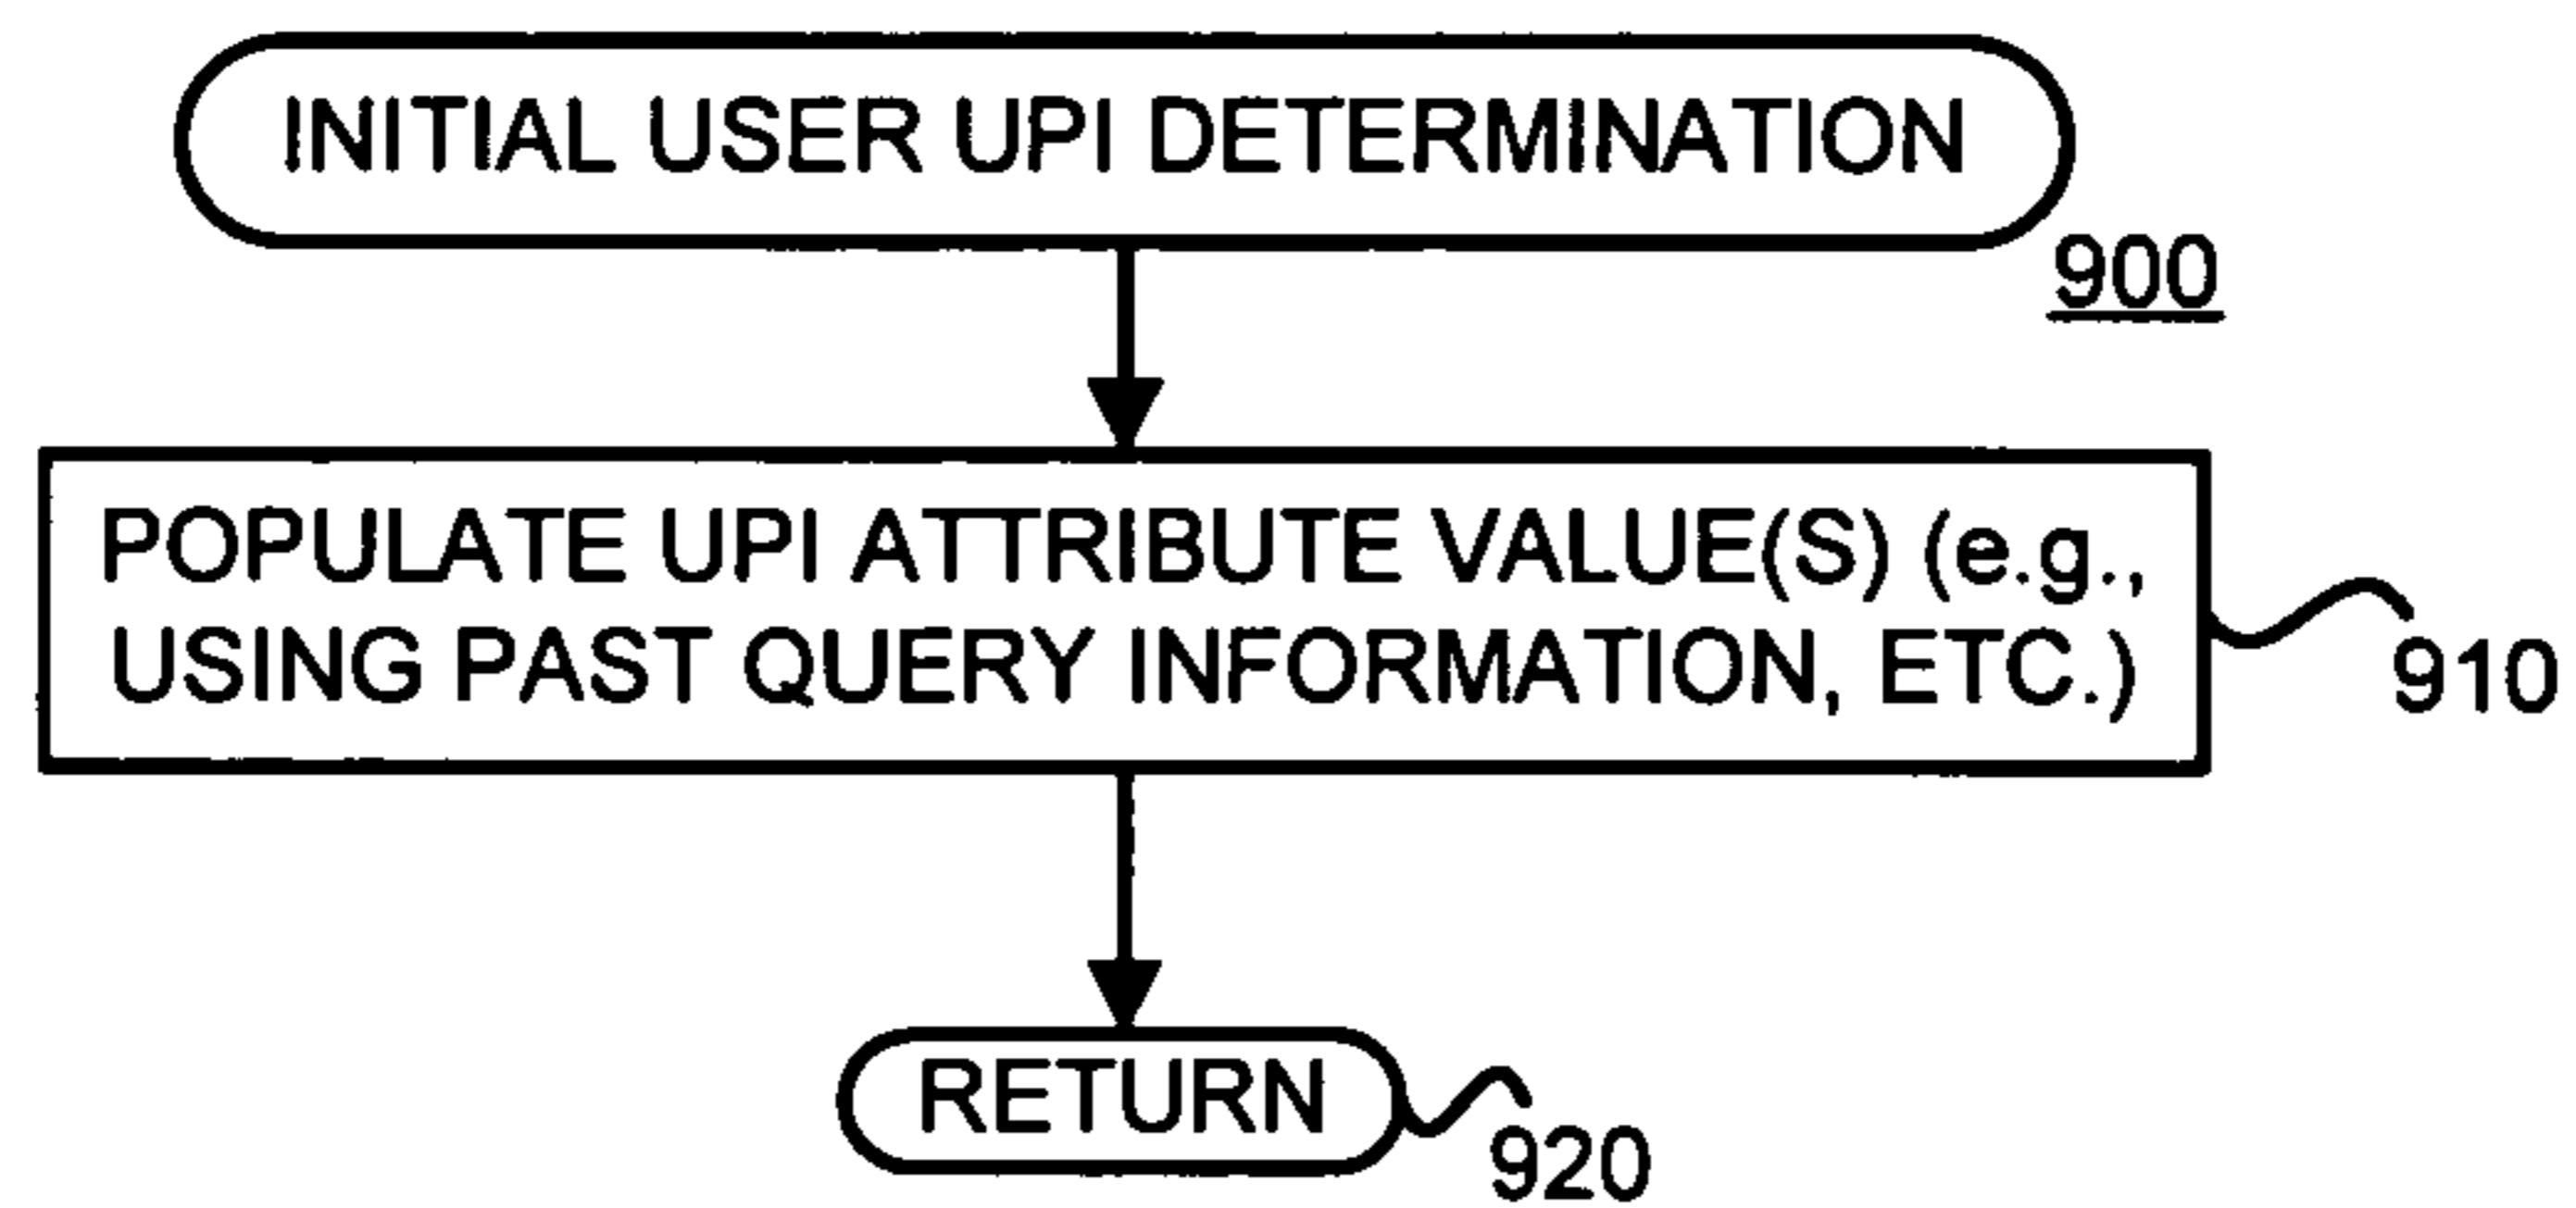 INITIAL USER UPI DETERMINATION
900
POPULATE UPI ATTRIBUTE VALUE(S) (e.g.,
USING PAST QUERY INFORMATION, ETC.)
910
RETURN
920